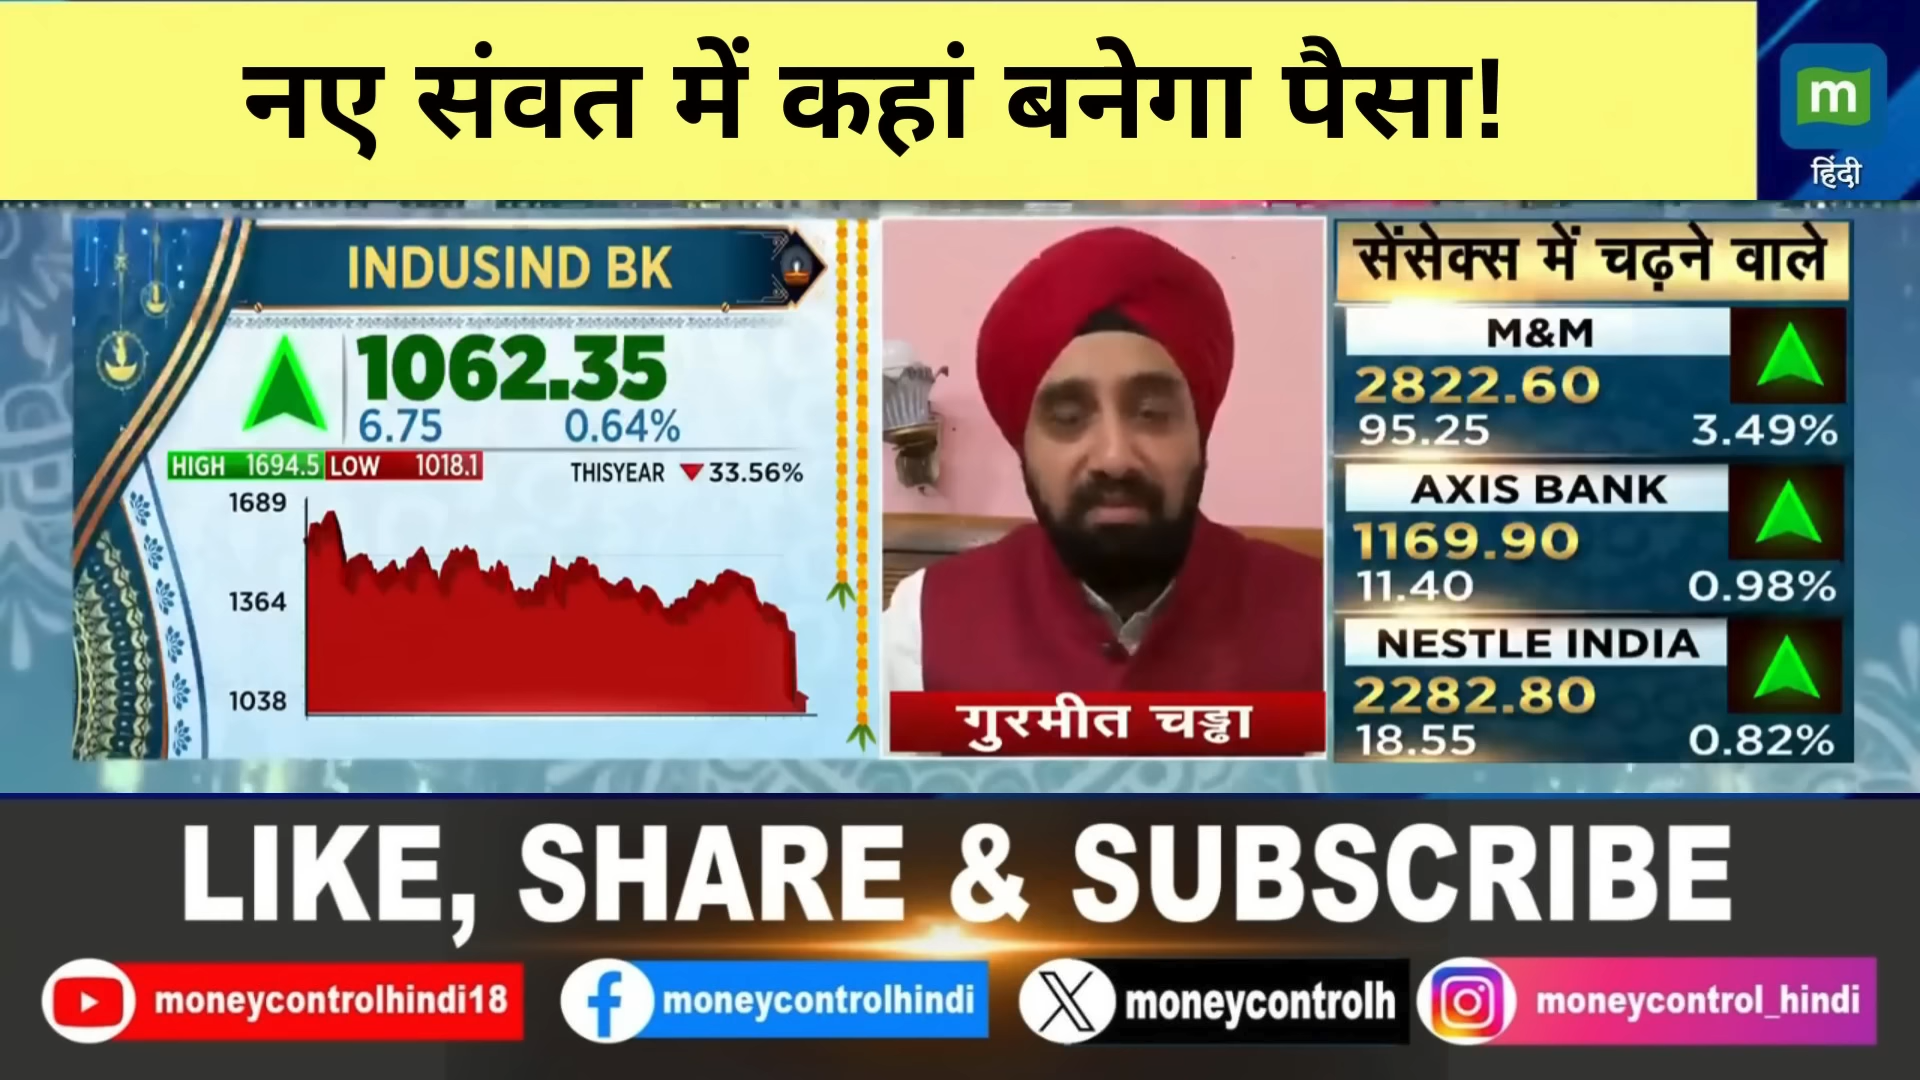 नए संवत में कहां बनेगा पैसा!
m
हिंदी
INDUSIND BK
1062.35
6.75 0.64%
HIGH 1694.5 LOW 1018.1 THISYEAR 33.56%
1689
1364
1038
गुरमीत चड्ढा
सेंसेक्स में चढ़ने वाले
M&M
2822.60
95.25 3.49%
AXIS BANK
1169.90
11.40 0.98%
NESTLE INDIA
2282.80
18.55 0.82%
LIKE, SHARE & SUBSCRIBE
moneycontrolhindi18
moneycontrolhindi
moneycontrolh
moneycontrol_hindi